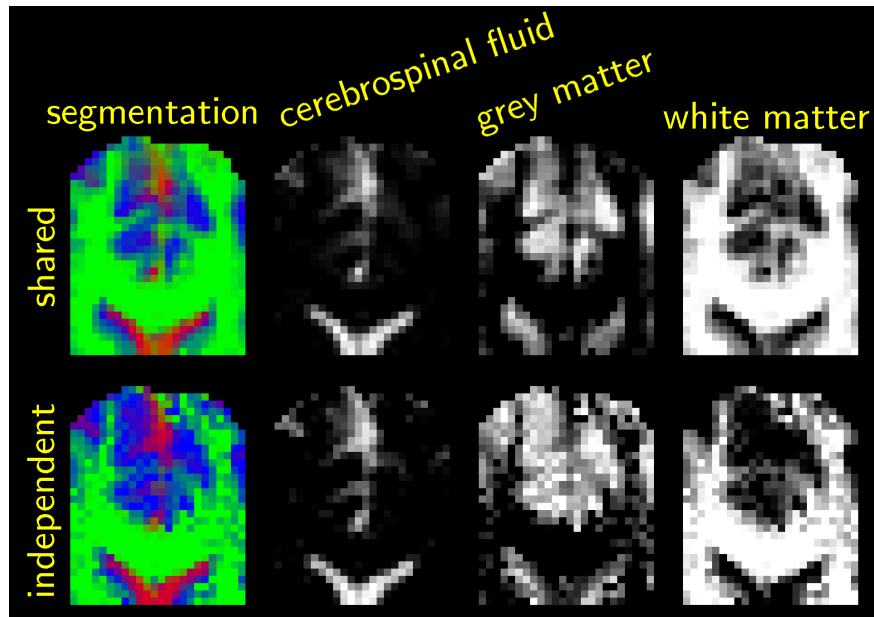 segmentation
cerebrospinal fluid
grey matter
white matter
shared
independent